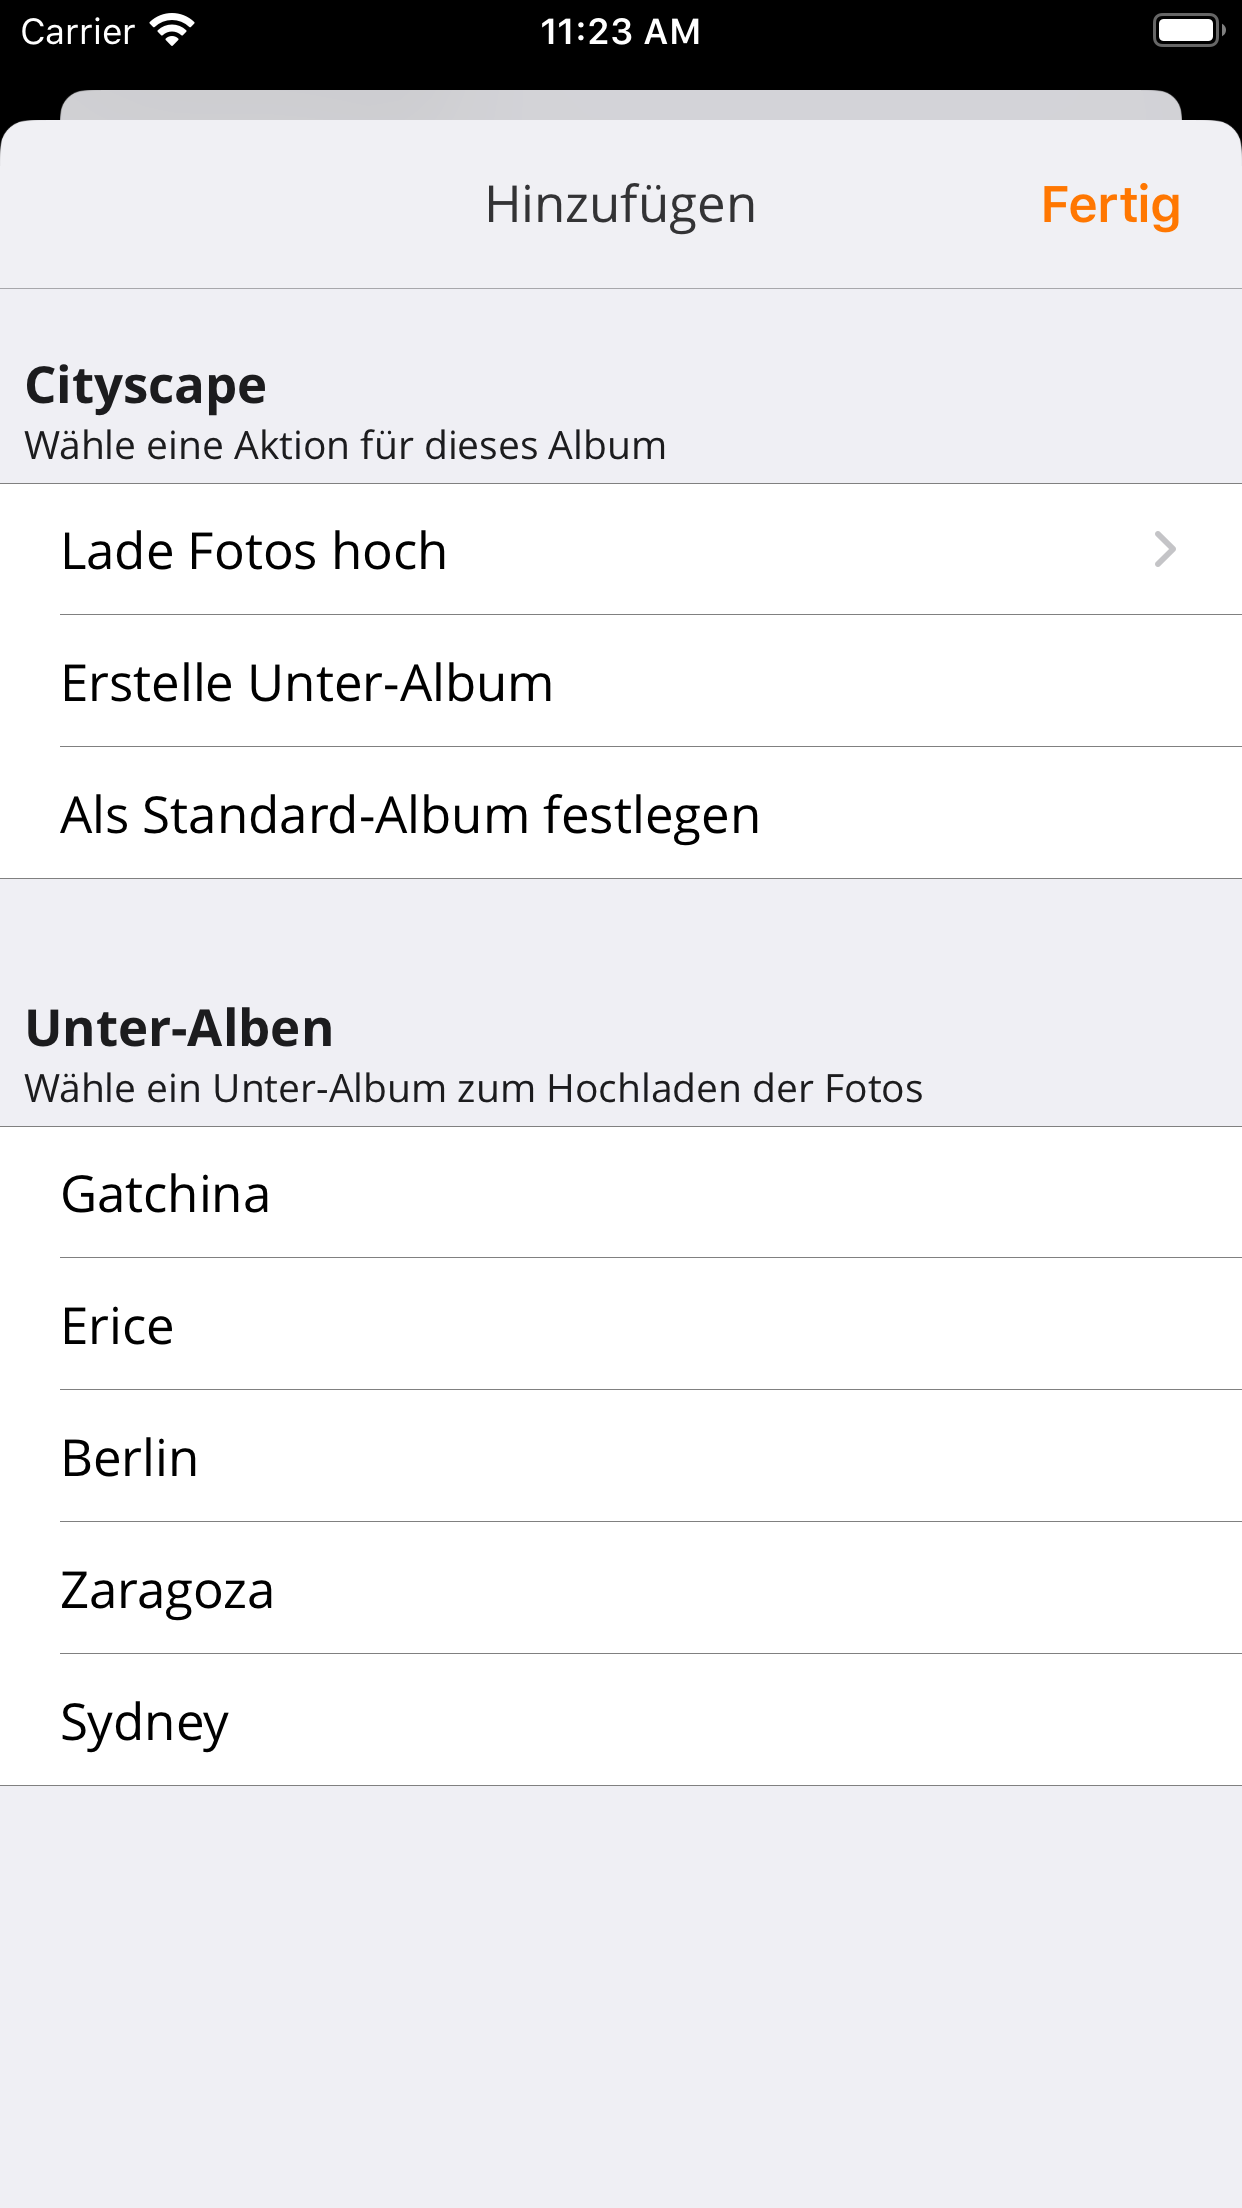 Carrier 11:23 AM
Hinzufügen Fertig
Cityscape
Wähle eine Aktion für dieses Album
Lade Fotos hoch
Erstelle Unter-Album
Als Standard-Album festlegen
Unter-Alben
Wähle ein Unter-Album zum Hochladen der Fotos
Gatchina
Erice
Berlin
Zaragoza
Sydney